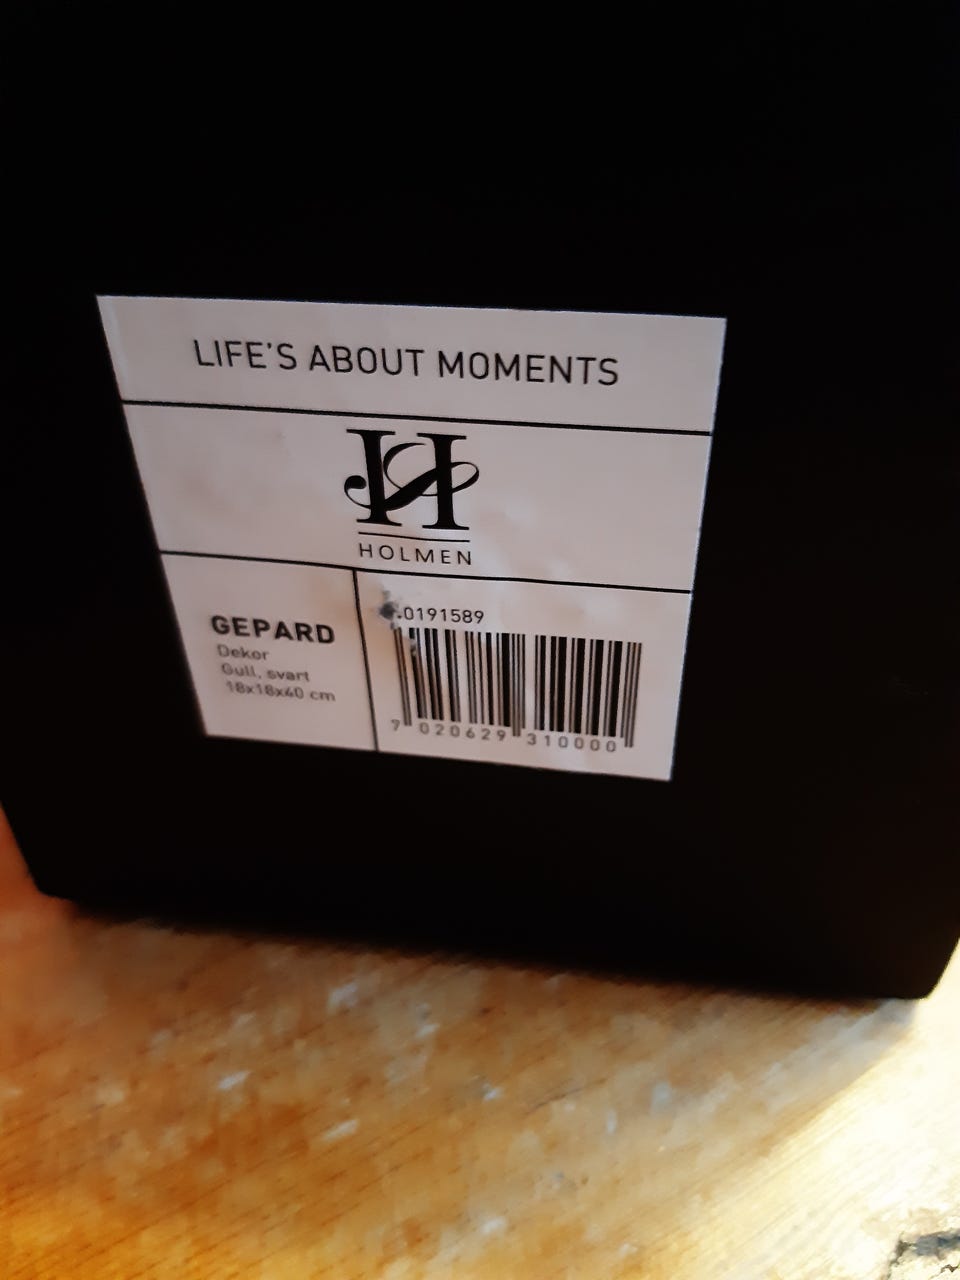 LIFE'S ABOUT MOMENTS
H
HOLMEN
GEPARD
Dekor
Gull, svart
18x18x40 cm
.0191589
7 020629 310000